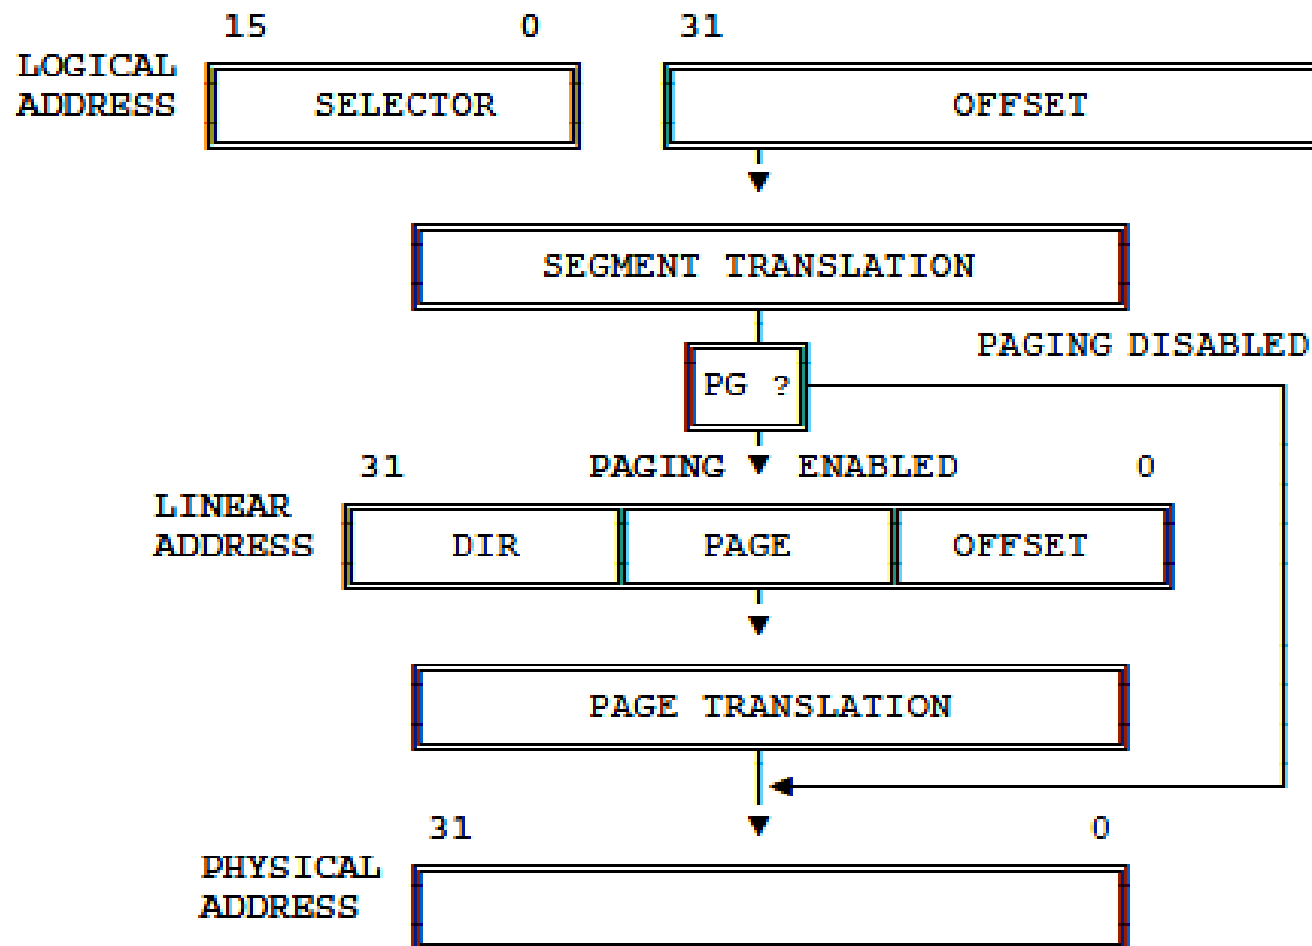 15 0 31
LOGICAL
ADDRESS
SELECTOR OFFSET
SEGMENT TRANSLATION
PAGING DISABLED
PG ?
31 PAGING ENABLED 0
LINEAR
ADDRESS
DIR PAGE OFFSET
PAGE TRANSLATION
31 0
PHYSICAL
ADDRESS